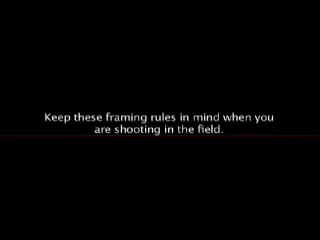 Keep these framing rules in mind when you
are shooting in the field.